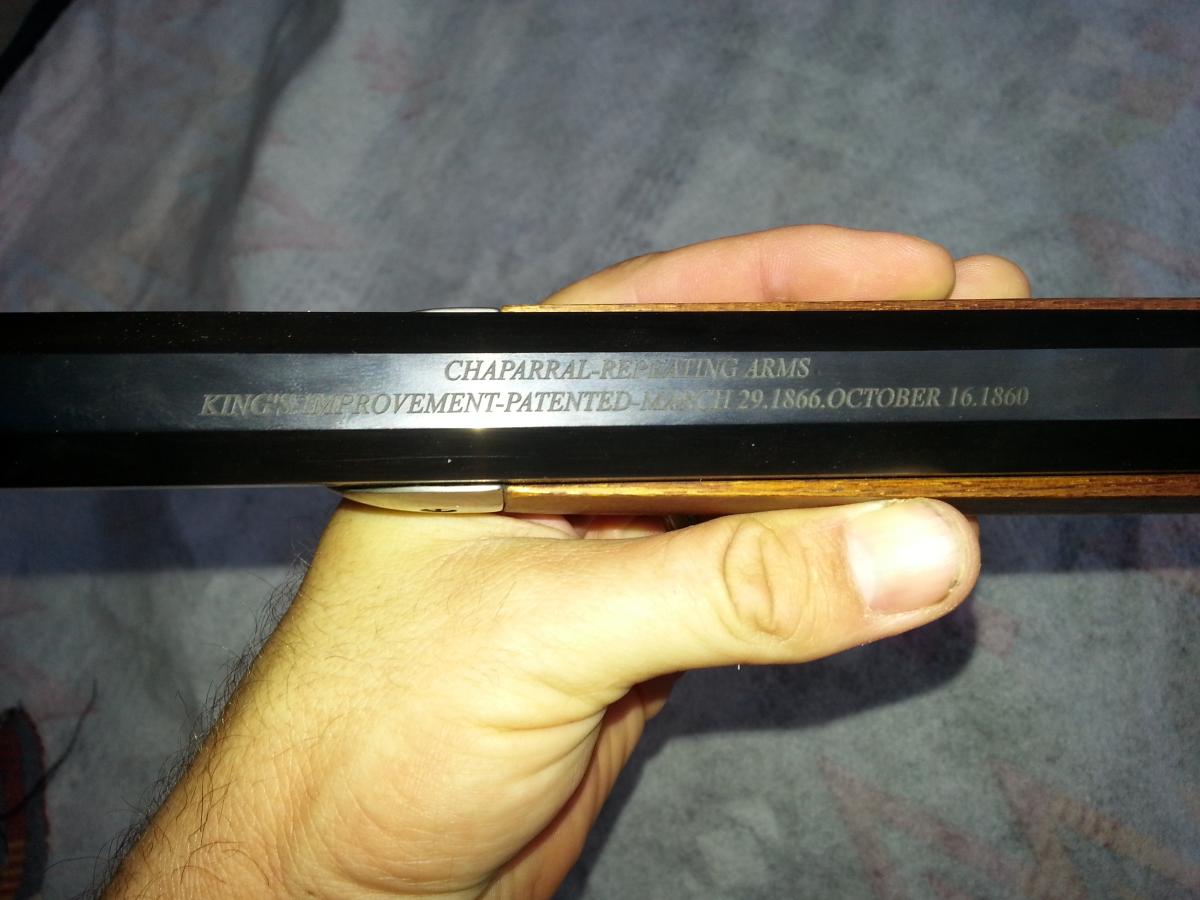 CHAPARRAL-REPEATING ARMS
KING'S IMPROVEMENT-PATENTED-MARCH 29.1866.OCTOBER 16.1860